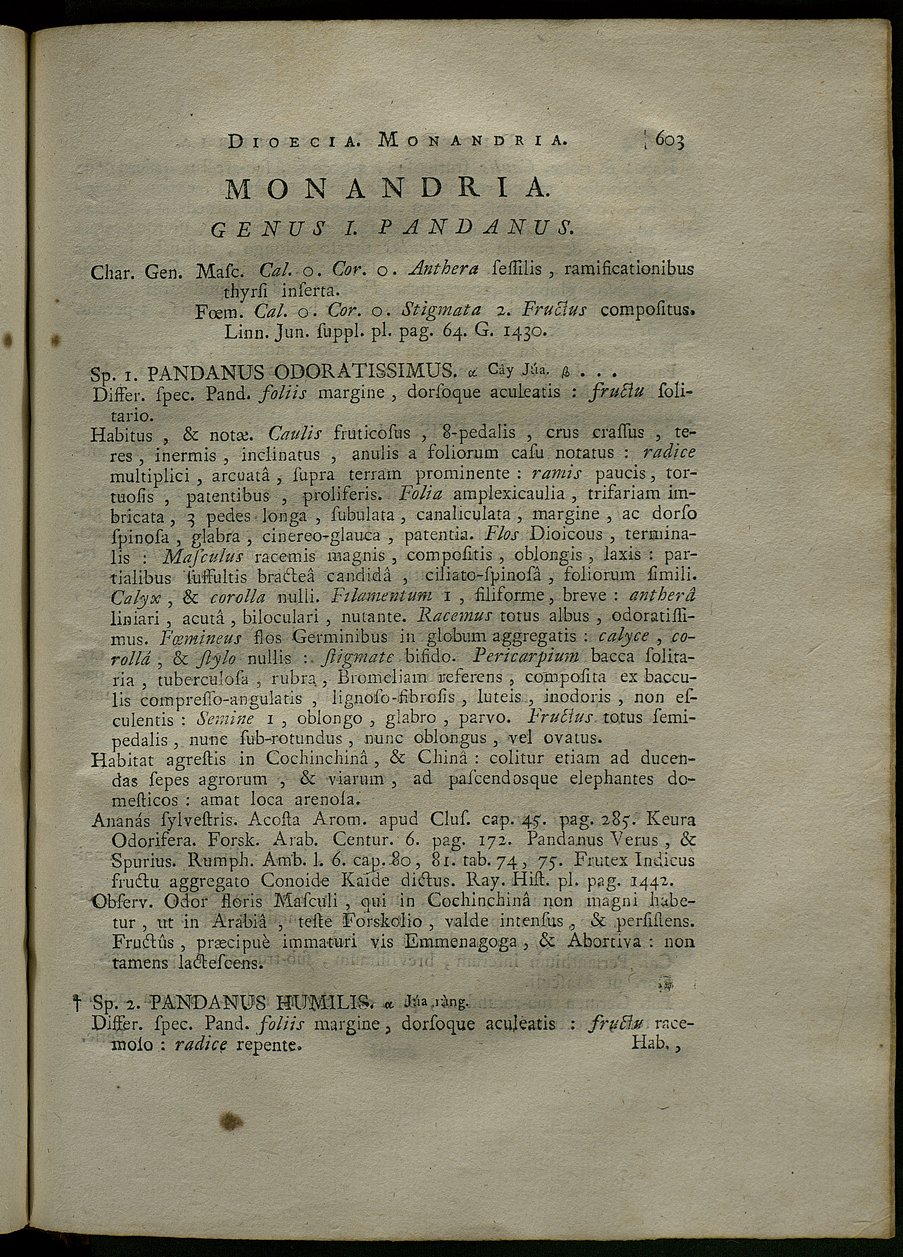 DIOECIA. MONANDRIA. 603
MONANDRIA.
GENUS I. PANDANUS.
Char. Gen. Maſc. Cal. o. Cor. o. Anthera ſeſſilis , ramificationibus
thyrſi inſerta.
Fœm. Cal. o. Cor. o. Stigmata 2. Fructus compoſitus.
Linn. Jun. ſuppl. pl. pag. 64. G. 1430.
Sp. 1. PANDANUS ODORATISSIMUS. α Cây Júa. β . . .
Differ. ſpec. Pand. foliis margine , dorſoque aculeatis : fructu ſoli-
tario.
Habitus , & notæ. Caulis fruticoſus , 8-pedalis , crus craſſus , te-
res , inermis , inclinatus , anulis a foliorum caſu notatus : radice
multiplici , arcuatâ , ſupra terram prominente : ramis paucis , tor-
tuoſis , patentibus , proliferis. Folia amplexicaulia , trifariam im-
bricata , 3 pedes longa , ſubulata , canaliculata , margine , ac dorſo
ſpinoſa , glabra , cinereo-glauca , patentia. Flos Dioicous , termina-
lis : Maſculus racemis magnis , compoſitis , oblongis , laxis : par-
tialibus ſuffultis bracteâ candidâ , ciliato-ſpinoſâ , foliorum ſimili.
Calyx , & corolla nulli. Filamentum 1 , filiforme , breve : antherâ
liniari , acutâ , biloculari , nutante. Racemus totus albus , odoratiſſi-
mus. Fœmineus flos Germinibus in globum aggregatis : calyce , co-
rollâ , & ſtylo nullis : ſtigmate bifido. Pericarpium bacca ſolita-
ria , tuberculoſa , rubra , Bromeliam referens , compoſita ex baccu-
lis compreſſo-angulatis , lignoſo-fibroſis , luteis , inodoris , non eſ-
culentis : Semine 1 , oblongo , glabro , parvo. Fructus totus ſemi-
pedalis , nunc ſub-rotundus , nunc oblongus , vel ovatus.
Habitat agreſtis in Cochinchinâ , & Chinâ : colitur etiam ad ducen-
das ſepes agrorum , & viarum , ad paſcendosque elephantes do-
meſticos : amat loca arenoſa.
Ananás ſylveſtris. Acoſta Arom. apud Cluſ. cap. 45. pag. 285. Keura
Odorifera. Forsk. Arab. Centur. 6. pag. 172. Pandanus Verus , &
Spurius. Rumph. Amb. l. 6. cap. 80 , 81. tab. 74 , 75. Frutex Indicus
fructu aggregato Conoide Kaide dictus. Ray. Hiſt. pl. pag. 1442.
Obſerv. Odor floris Maſculi , qui in Cochinchinâ non magni habe-
tur , ut in Arabiâ , teſte Forskolio , valde intenſus , & perſiſtens.
Fructûs , præcipuè immaturi vis Emmenagoga , & Abortiva : non
tamens lacteſcens.
† Sp. 2. PANDANUS HUMILIS. α Júa ràng.
Differ. ſpec. Pand. foliis margine , dorſoque aculeatis : fructu race-
moſo : radice repente.
Hab. ,